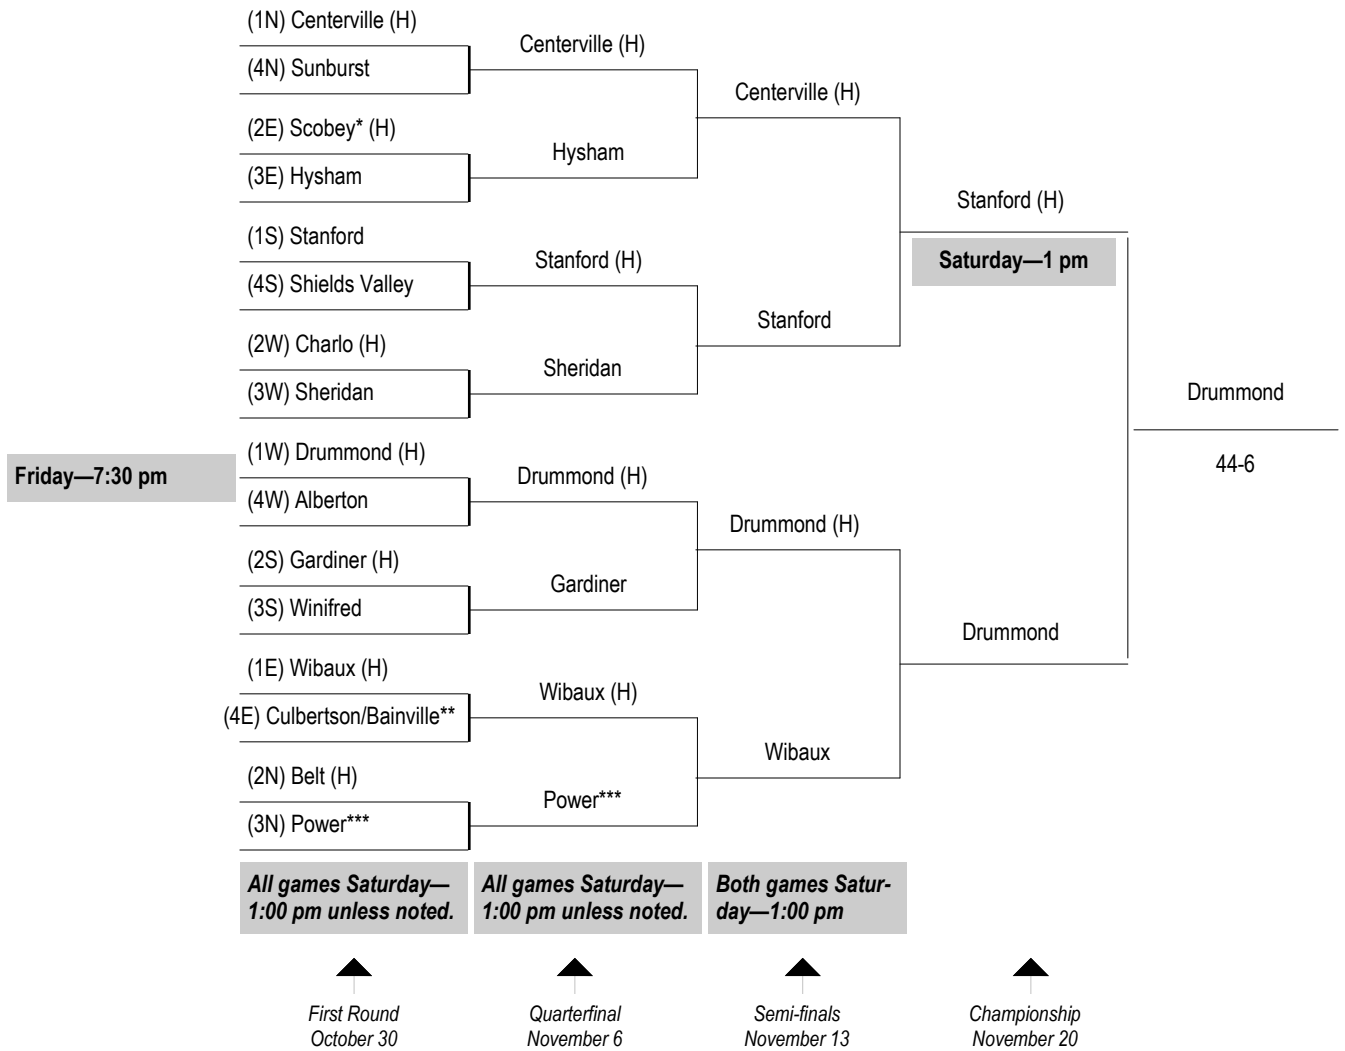 (1N) Centerville (H)
(4N) Sunburst
(2E) Scobey* (H)
(3E) Hysham
(1S) Stanford
(4S) Shields Valley
(2W) Charlo (H)
(3W) Sheridan
Friday—7:30 pm
(1W) Drummond (H)
(4W) Alberton
(2S) Gardiner (H)
(3S) Winifred
(1E) Wibaux (H)
(4E) Culbertson/Bainville**
(2N) Belt (H)
(3N) Power***
All games Saturday—
1:00 pm unless noted.
First Round
October 30
Centerville (H)
Hysham
Stanford (H)
Sheridan
Drummond (H)
Gardiner
Wibaux (H)
Power***
All games Saturday—
1:00 pm unless noted.
Quarterfinal
November 6
Centerville (H)
Stanford
Drummond (H)
Wibaux
Both games Satur-
day—1:00 pm
Semi-finals
November 13
Stanford (H)
Saturday—1 pm
Drummond
Championship
November 20
Drummond
44-6